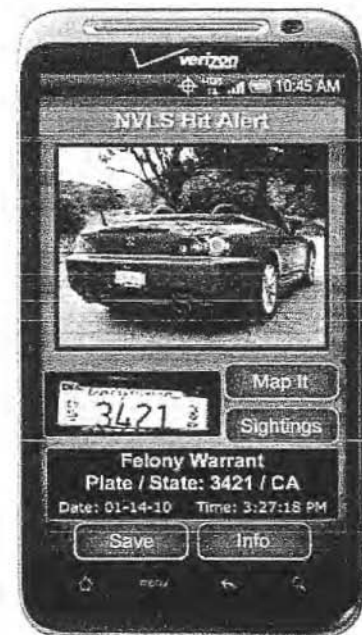 verizon
10:45 AM
NVLS Hit Alert
3421
Map It
Sightings
Felony Warrant
Plate / State: 3421 / CA
Date: 01-14-10 Time: 3:27:18 PM
Save Info
menu